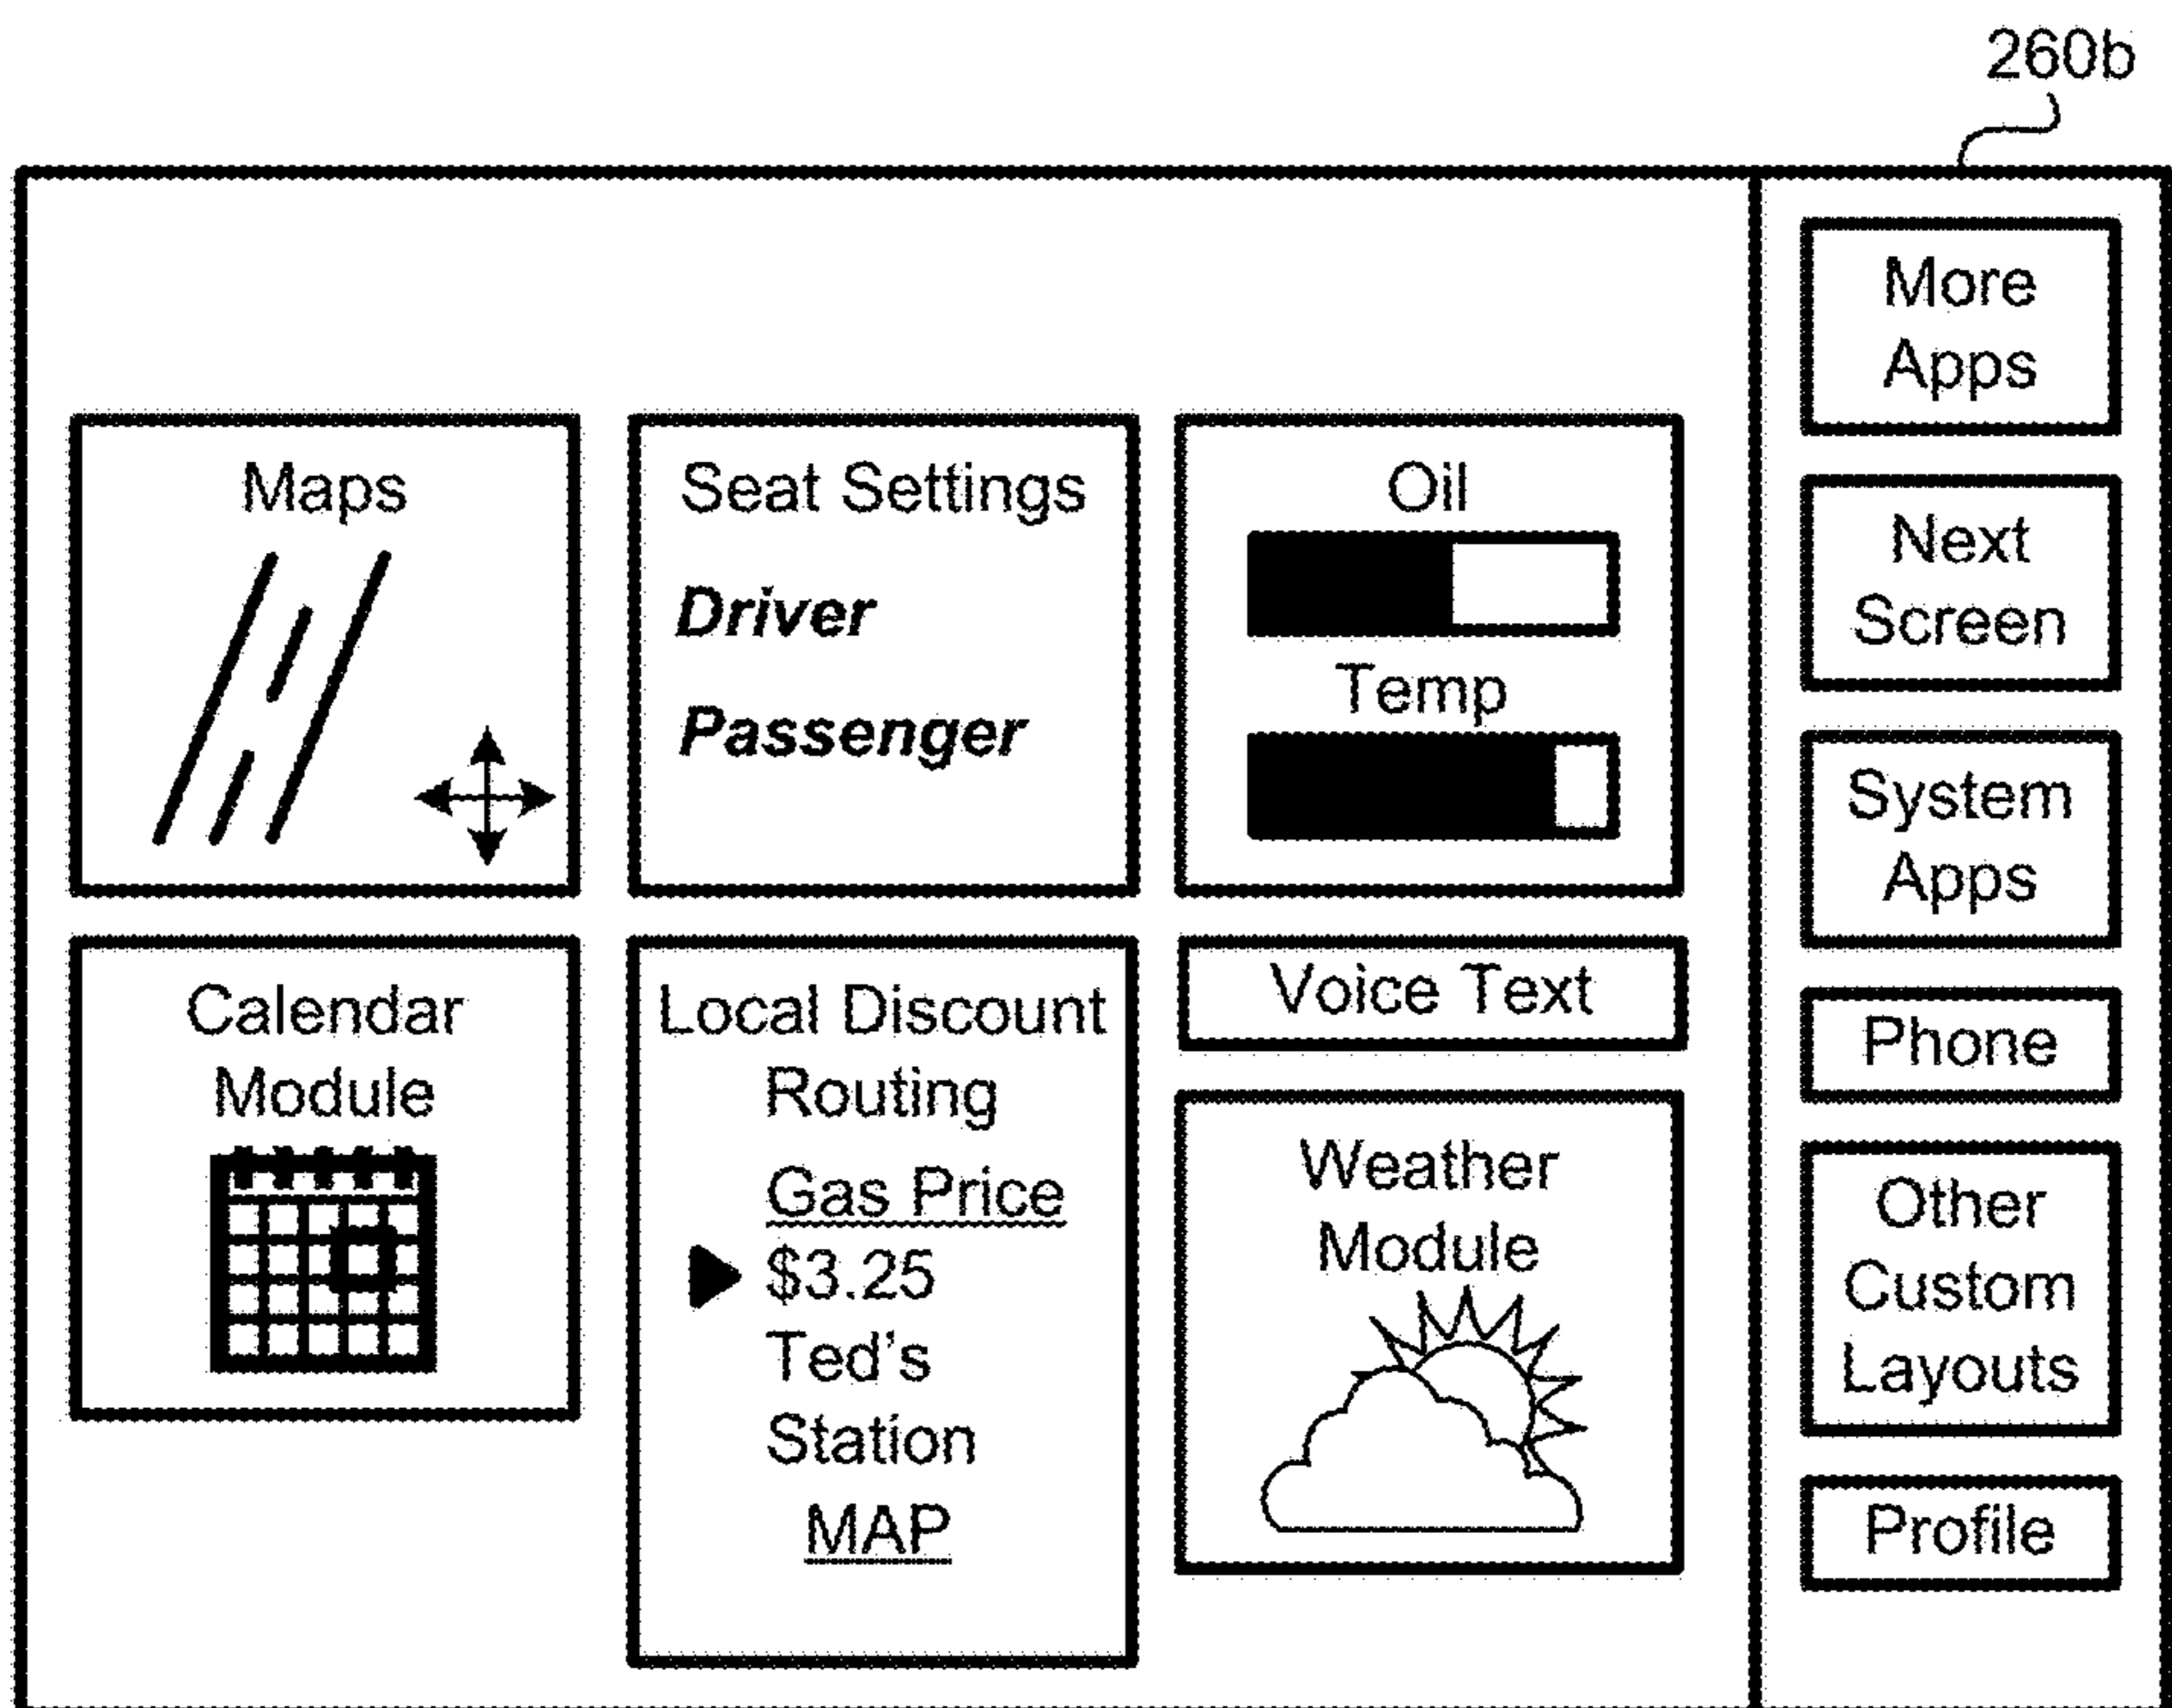 260b
Maps
Seat Settings
Driver
Passenger
Oil
Temp
Calendar
Module
Local Discount
Routing
Gas Price
$3.25
Ted's
Station
MAP
Voice Text
Weather
Module
More
Apps
Next
Screen
System
Apps
Phone
Other
Custom
Layouts
Profile